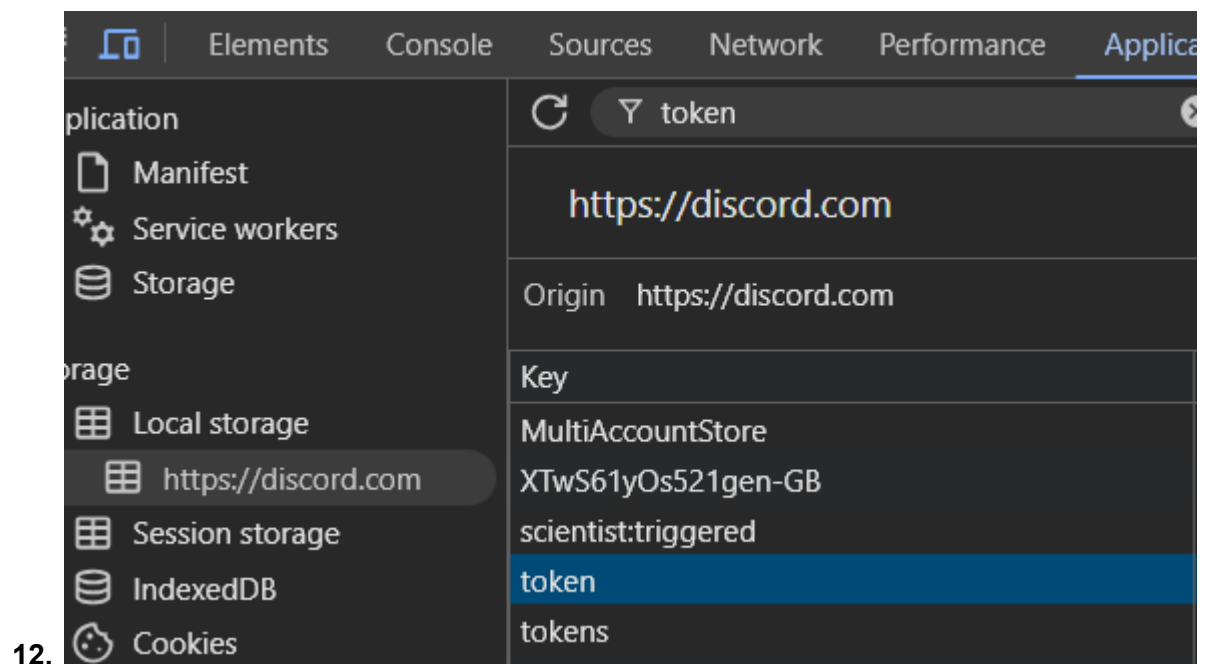 Elements Console Sources Network Performance Applica
plication
token
Manifest
https://discord.com
Service workers
Storage
Origin https://discord.com
orage
Key
Local storage
MultiAccountStore
https://discord.com
XTwS61yOs521gen-GB
Session storage
scientist:triggered
IndexedDB
token
Cookies
tokens
12.